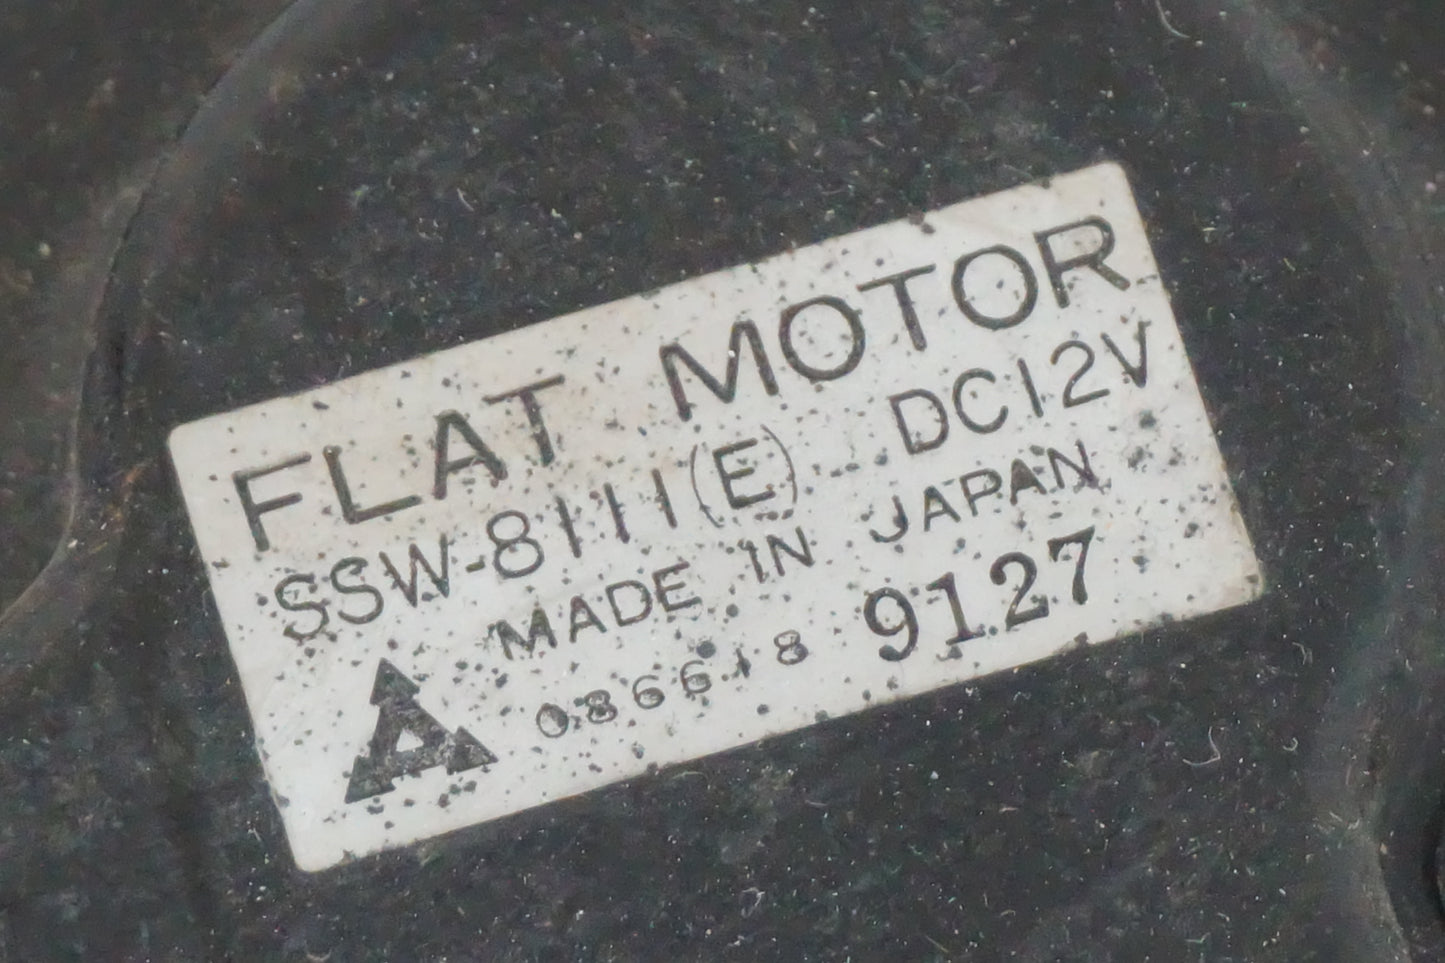 FLAT MOTOR
SSW-8111(E) DC12V
MADE IN JAPAN
086618 9127